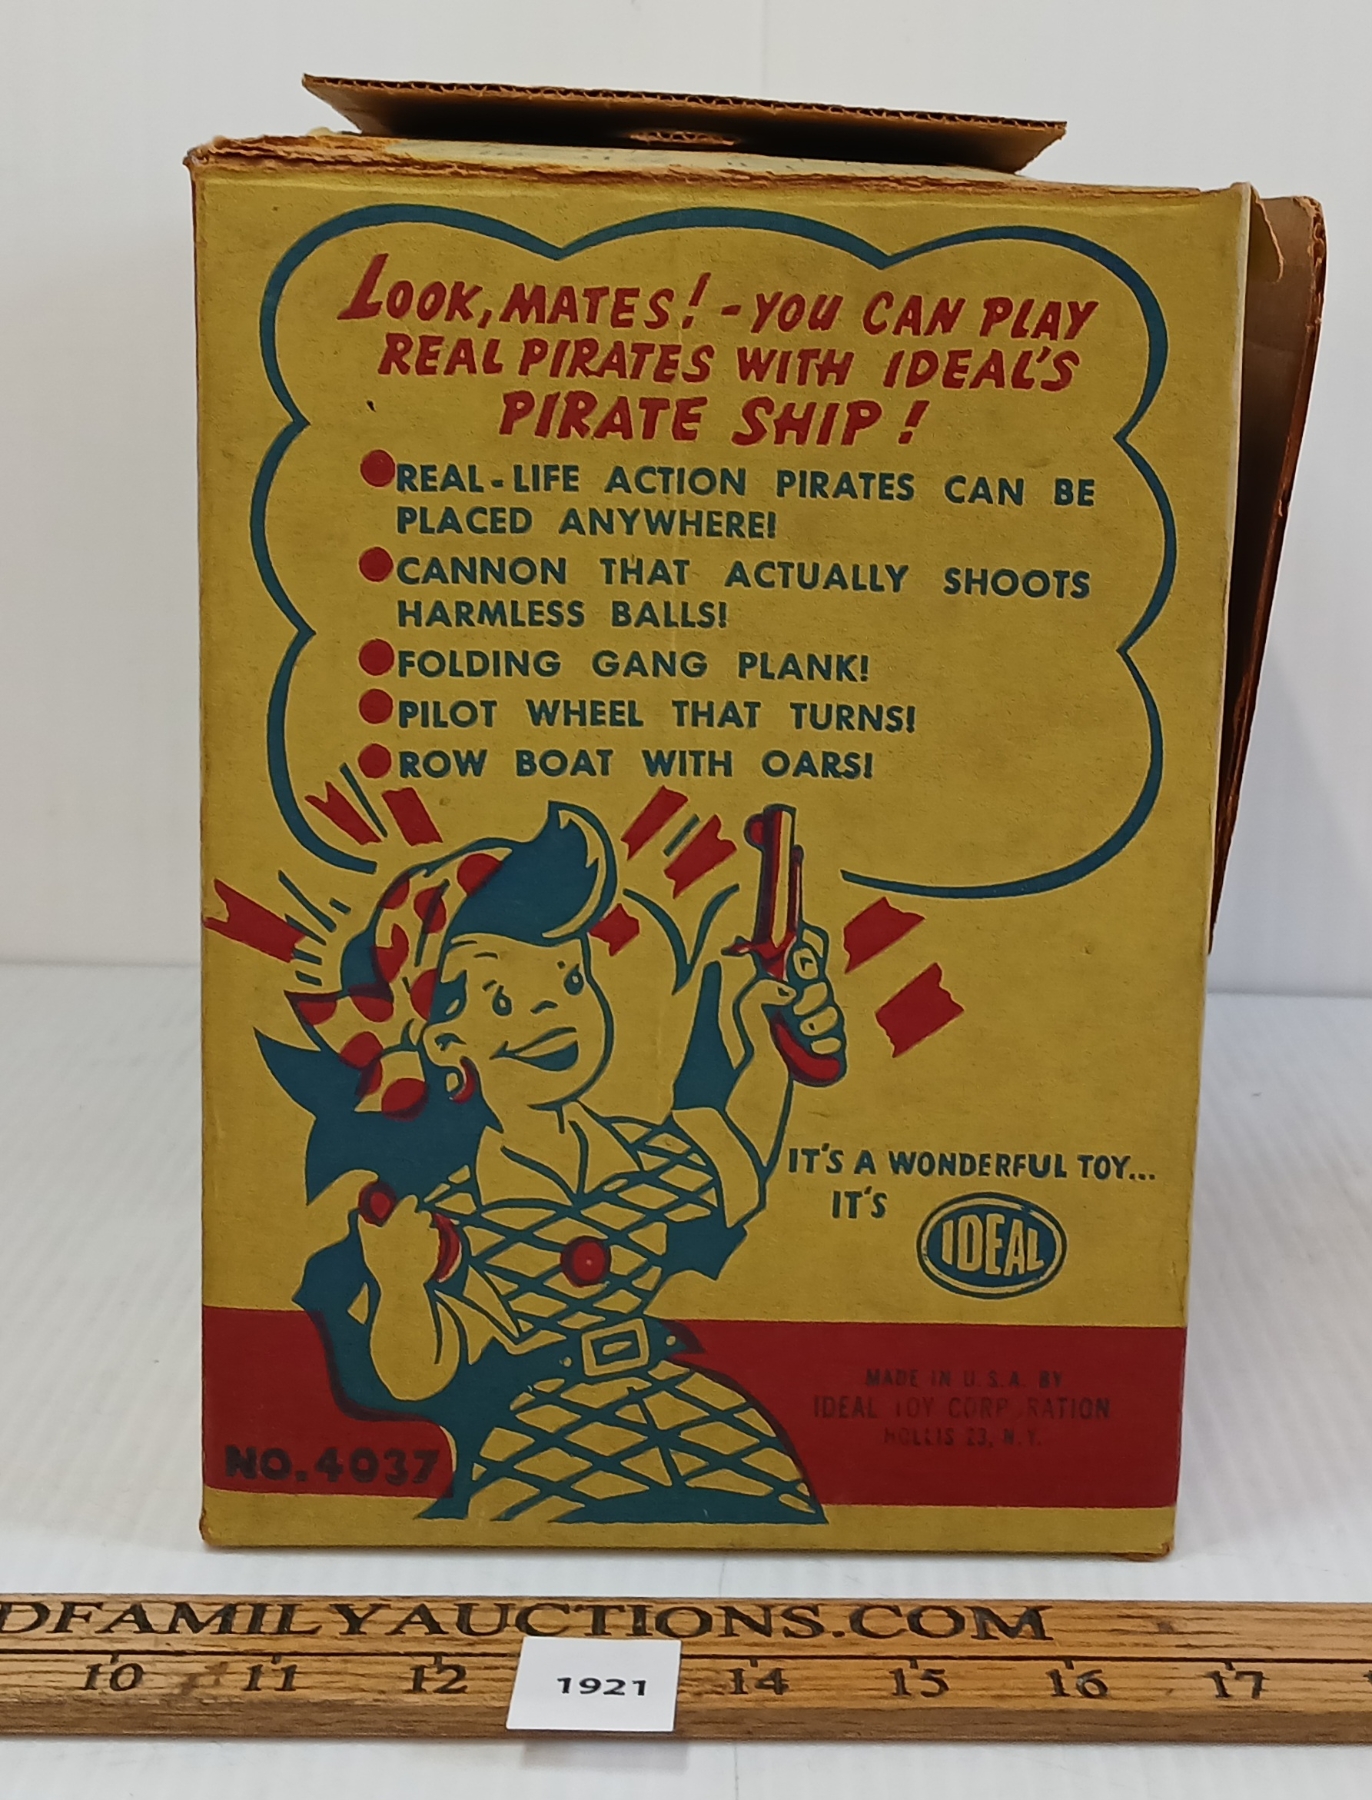 LOOK, MATES! - YOU CAN PLAY
REAL PIRATES WITH IDEAL'S
PIRATE SHIP!
REAL-LIFE ACTION PIRATES CAN BE
PLACED ANYWHERE!
CANNON THAT ACTUALLY SHOOTS
HARMLESS BALLS!
FOLDING GANG PLANK!
PILOT WHEEL THAT TURNS!
ROW BOAT WITH OARS!
IT'S A WONDERFUL TOY...
IT'S
IDEAL
MADE IN U.S.A. BY
IDEAL TOY CORPORATION
HOLLIS 23, N.Y.
NO. 4037
DFAMILYAUCTIONS.COM
10 11 12 14 15 16 17
1921